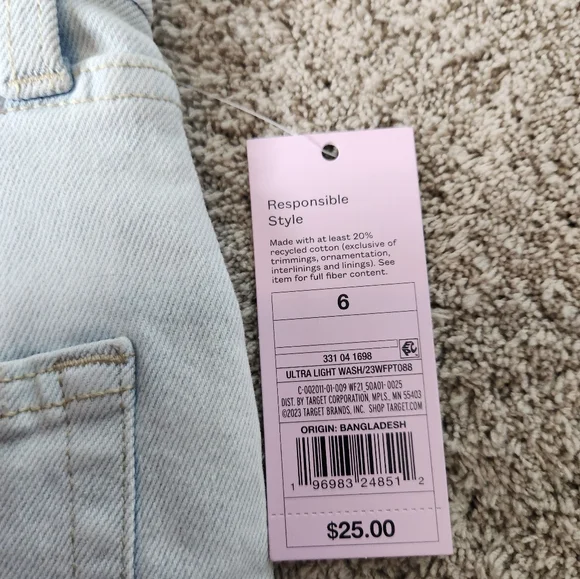 Responsible
Style
Made with at least 20%
recycled cotton (exclusive of
trimmings, ornamentation,
interlinings and linings). See
item for full fiber content.
6
331 04 1698
ULTRA LIGHT WASH/23WFPT088
C-002011-01-009 WF21_50A01-0025
DIST. BY TARGET CORPORATION, MPLS., MN 55403
©2023 TARGET BRANDS, INC. SHOP TARGET.COM
ORIGIN: BANGLADESH
1 96983 24851 2
$25.00